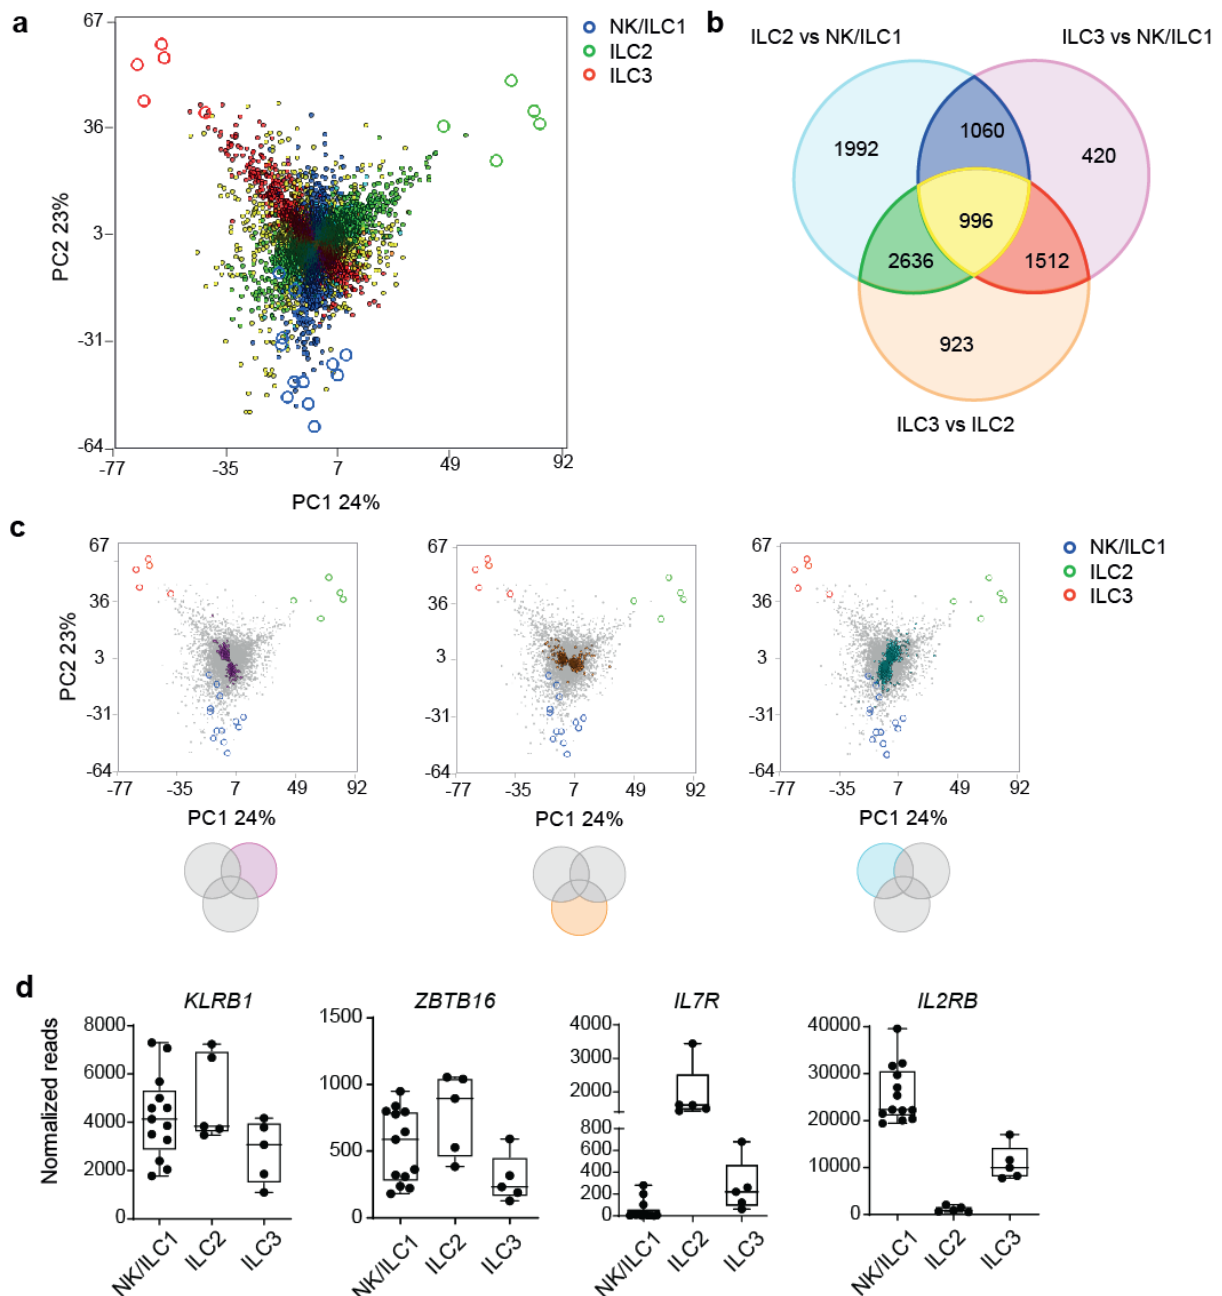 a
67
36
3
-31
-64
PC2 23%
-77
-35
7
49
92
PC1 24%
NK/ILC1
ILC2
ILC3
b
ILC2 vs NK/ILC1
ILC3 vs NK/ILC1
1992
1060
420
996
2636
1512
923
ILC3 vs ILC2
c
67
36
3
-31
-64
PC2 23%
-77
-35
7
49
92
PC1 24%
67
36
3
-31
-64
-77
-35
7
49
92
PC1 24%
67
36
3
-31
-64
-77
-35
7
49
92
PC1 24%
NK/ILC1
ILC2
ILC3
d
Normalized reads
KLRB1
8000
6000
4000
2000
0
NK/ILC1
ILC2
ILC3
ZBTB16
1500
1000
500
0
NK/ILC1
ILC2
ILC3
IL7R
4000
3000
2000
800
600
400
200
0
NK/ILC1
ILC2
ILC3
IL2RB
40000
30000
20000
10000
0
NK/ILC1
ILC2
ILC3